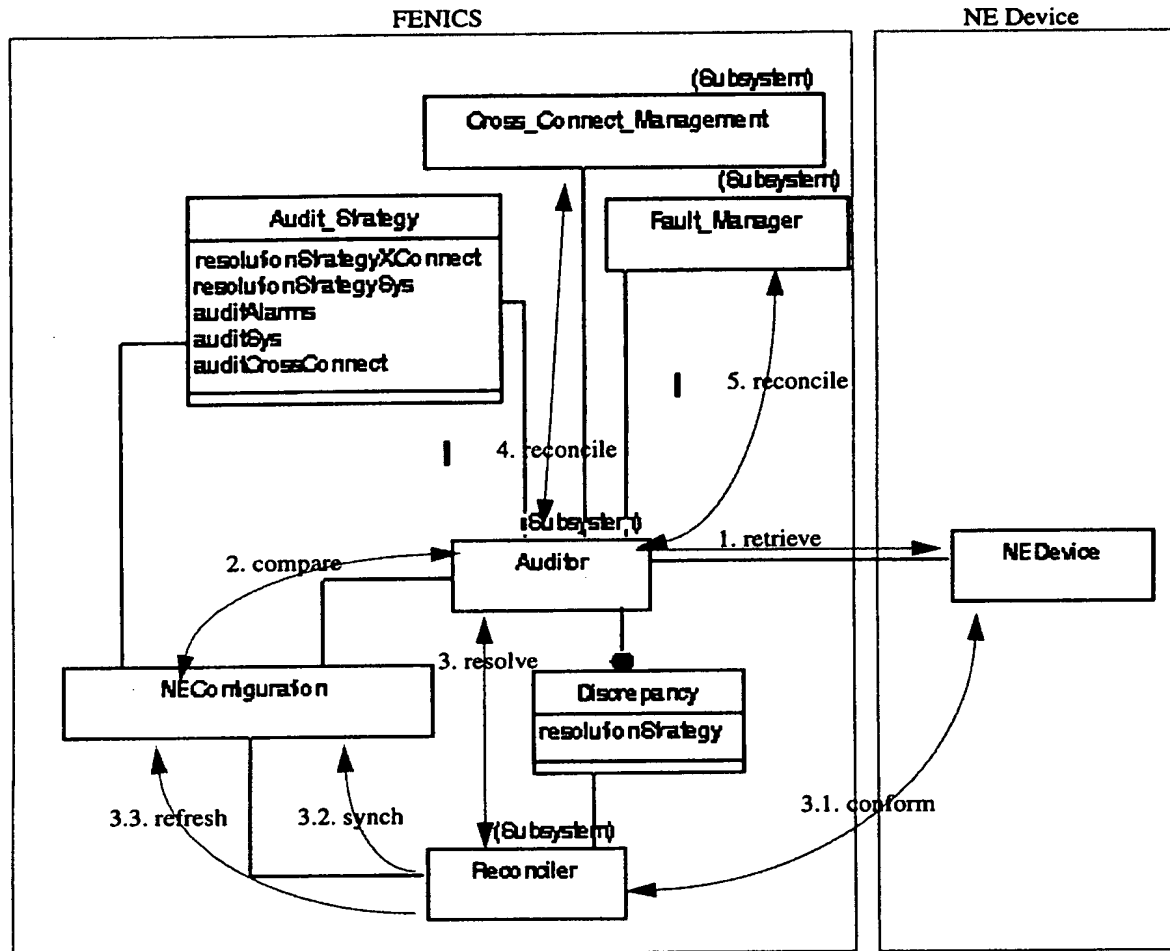 FENICS
NE Device
(Subsystem)
Cross_Connect_Management
(Subsystem)
Fault_Manager
Audit_Strategy
resolutionStrategyXConnect
resolutionStrategySys
auditAlarms
auditSys
auditCrossConnect
5. reconcile
4. reconcile
(Subsystem)
Auditor
1. retrieve
NEDevice
2. compare
3. resolve
NEConfiguration
Discrepancy
resolutionStrategy
3.1. conform
3.3. refresh
3.2. synch
(Subsystem)
Reconciler